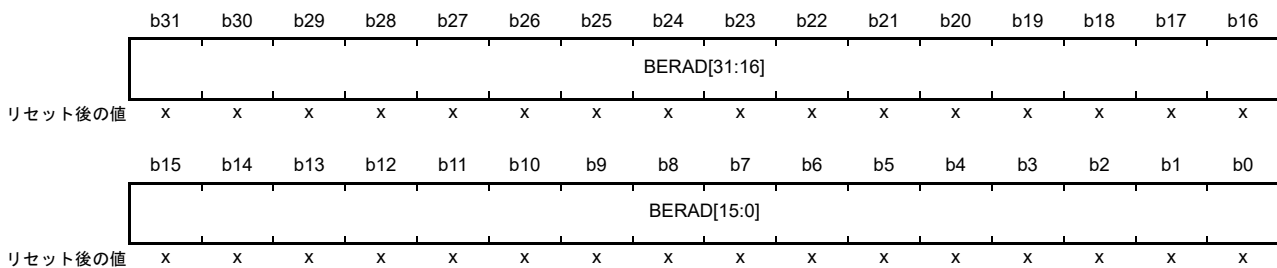 b31 b30 b29 b28 b27 b26 b25 b24 b23 b22 b21 b20 b19 b18 b17 b16
BERAD[31:16]
リセット後の値 x x x x x x x x x x x x x x x x
b15 b14 b13 b12 b11 b10 b9 b8 b7 b6 b5 b4 b3 b2 b1 b0
BERAD[15:0]
リセット後の値 x x x x x x x x x x x x x x x x